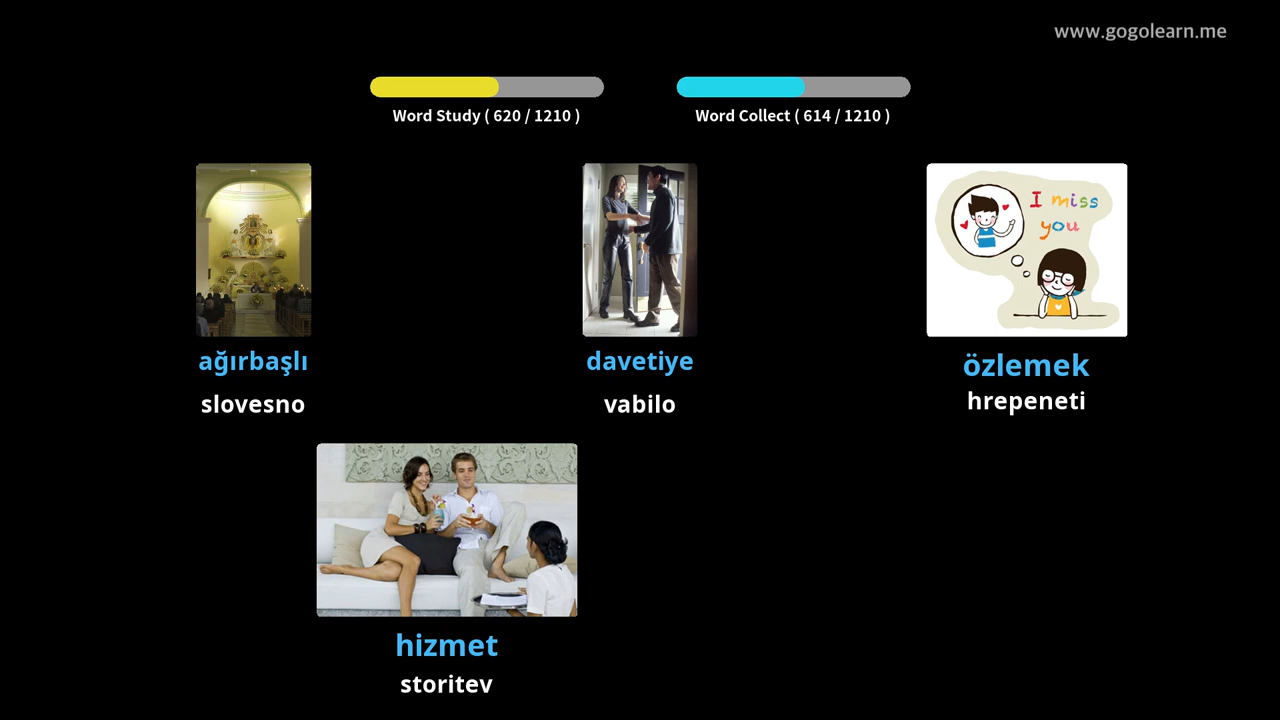 www.gogolearn.me
Word Study ( 620 / 1210 )
Word Collect ( 614 / 1210 )
I miss
you
ağırbaşlı
slovesno
davetiye
vabilo
özlemek
hrepeneti
hizmet
storitev